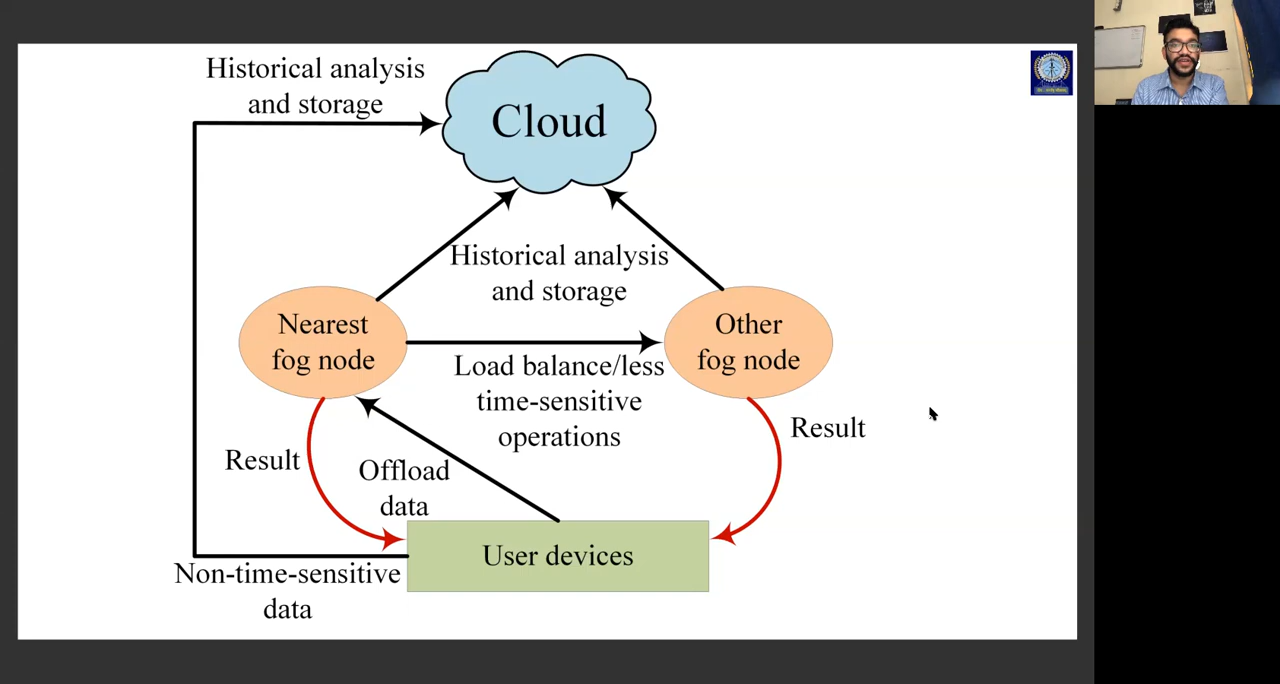 Historical analysis
and storage
Cloud
Historical analysis
and storage
Nearest
fog node
Other
fog node
Load balance/less
time-sensitive
operations
Result
Result
Offload
data
User devices
Non-time-sensitive
data